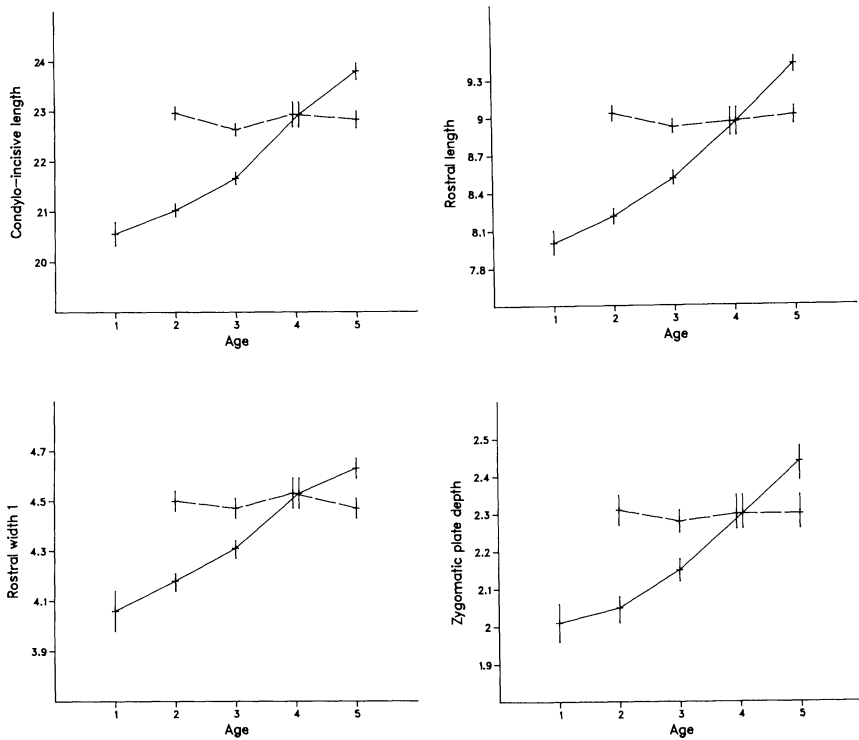 Condylo-incisive length
24
23
22
21
20
1 2 3 4 5
Age
Rostral length
9.3
9
8.7
8.4
8.1
7.8
1 2 3 4 5
Age
Rostral width 1
4.7
4.5
4.3
4.1
3.9
1 2 3 4 5
Age
Zygomatic plate depth
2.5
2.4
2.3
2.2
2.1
2
1.9
1 2 3 4 5
Age